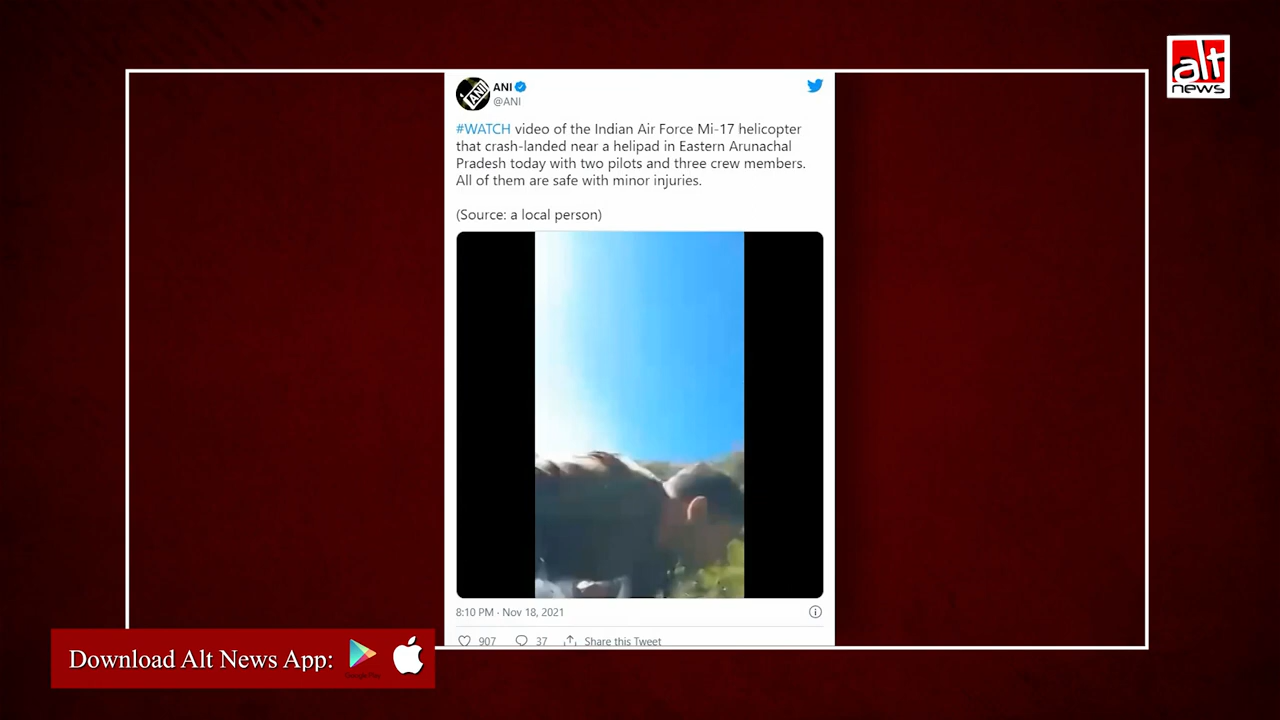 alt
news
ANI
ANI
@ANI
#WATCH video of the Indian Air Force Mi-17 helicopter
that crash-landed near a helipad in Eastern Arunachal
Pradesh today with two pilots and three crew members.
All of them are safe with minor injuries.
(Source: a local person)
8:10 PM · Nov 18, 2021
907 37 Share this Tweet
Download Alt News App:
Google Play